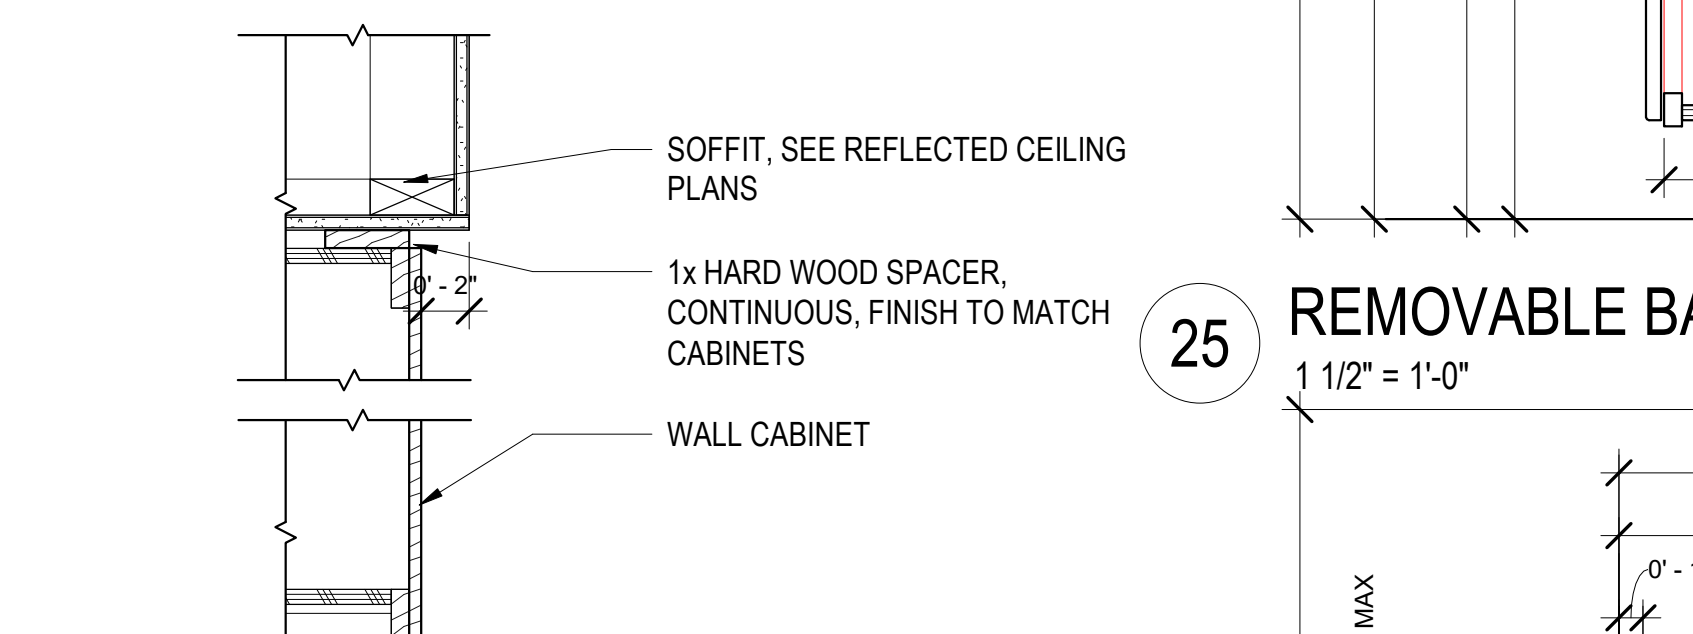 SOFFIT, SEE REFLECTED CEILING
PLANS
1x HARD WOOD SPACER,
CONTINUOUS, FINISH TO MATCH
CABINETS
0' - 2"
WALL CABINET
25
REMOVABLE
1 1/2" = 1'-0"
MAX
0' -